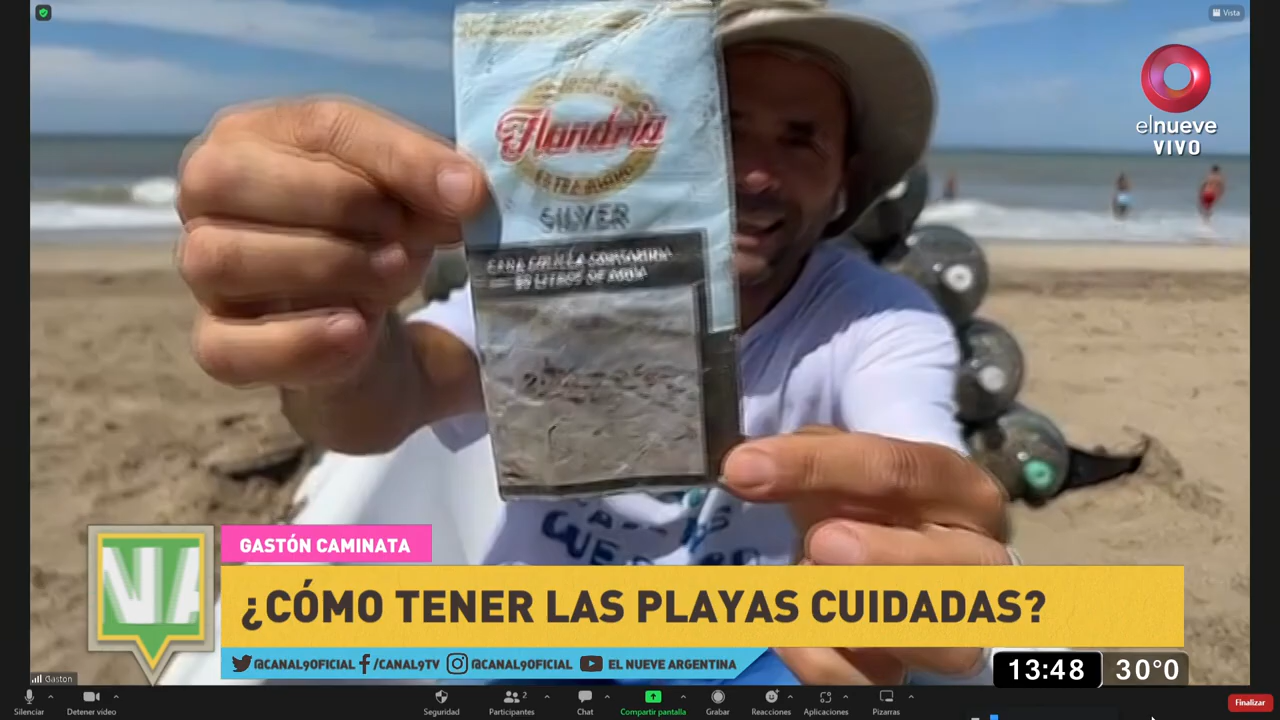 Vista
elnueve
VIVO
Flandria
SILVER
CADA COLILLA CONTAMINA
50 LITROS DE AGUA
GASTÓN CAMINATA
¿CÓMO TENER LAS PLAYAS CUIDADAS?
@CANAL9OFICIAL /CANAL9TV @CANAL9OFICIAL EL NUEVE ARGENTINA
13:48 30°0
Gaston
Silenciar
Detener video
Seguridad
Participantes
2
Chat
Compartir pantalla
Grabar
Reacciones
Aplicaciones
Pizarras
Finalizar